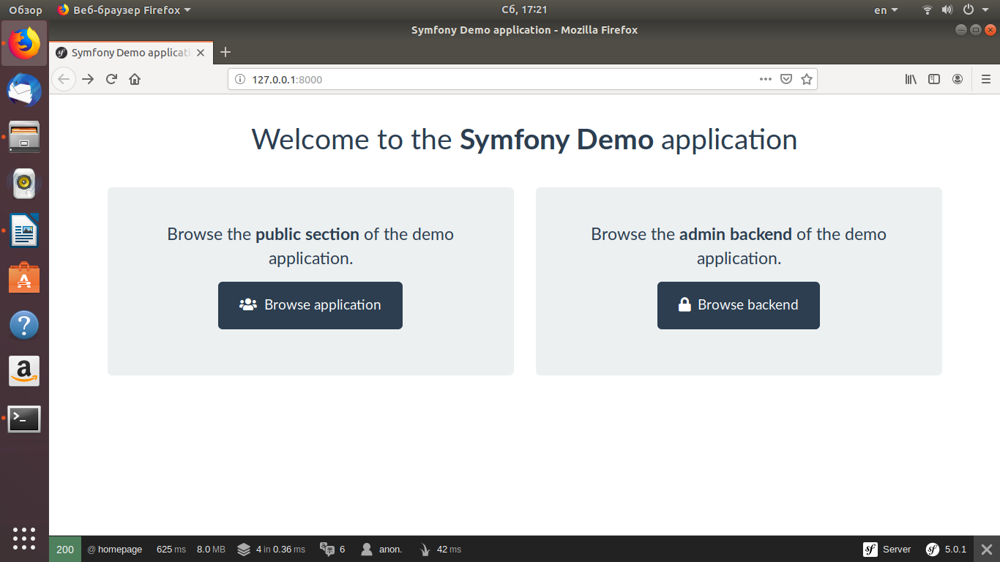 Обзор Веб-браузер Firefox Сб, 17:21 en
Symfony Demo application - Mozilla Firefox
Symfony Demo applicati
127.0.0.1:8000
Welcome to the Symfony Demo application
Browse the public section of the demo
application.
Browse application
Browse the admin backend of the demo
application.
Browse backend
200 @ homepage 625 ms 8.0 MB 4 in 0.36 ms 6 anon. 42 ms Server 5.0.1